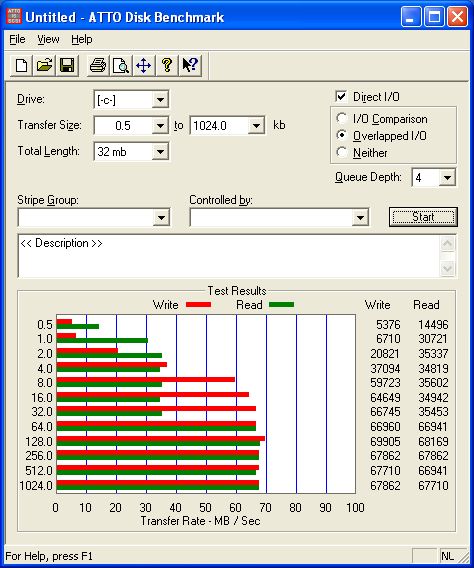 Untitled - ATTO Disk Benchmark
File View Help
Drive: [-c-] Direct I/O
I/O Comparison
Transfer Size: 0.5 to 1024.0 kb
Overlapped I/O
Total Length: 32 mb Neither
Queue Depth: 4
Stripe Group: Controlled by:
Start
<< Description >>
Test Results
Write Read Write Read
0.5 5376 14496
1.0 6710 30721
2.0 20821 35337
4.0 37094 34819
8.0 59723 35602
16.0 64649 34942
32.0 66745 35453
64.0 66960 66941
128.0 69905 68169
256.0 67862 67862
512.0 67710 66941
1024.0 67862 67710
0 10 20 30 40 50 60 70 80 90 100
Transfer Rate - MB / Sec
For Help, press F1 NL